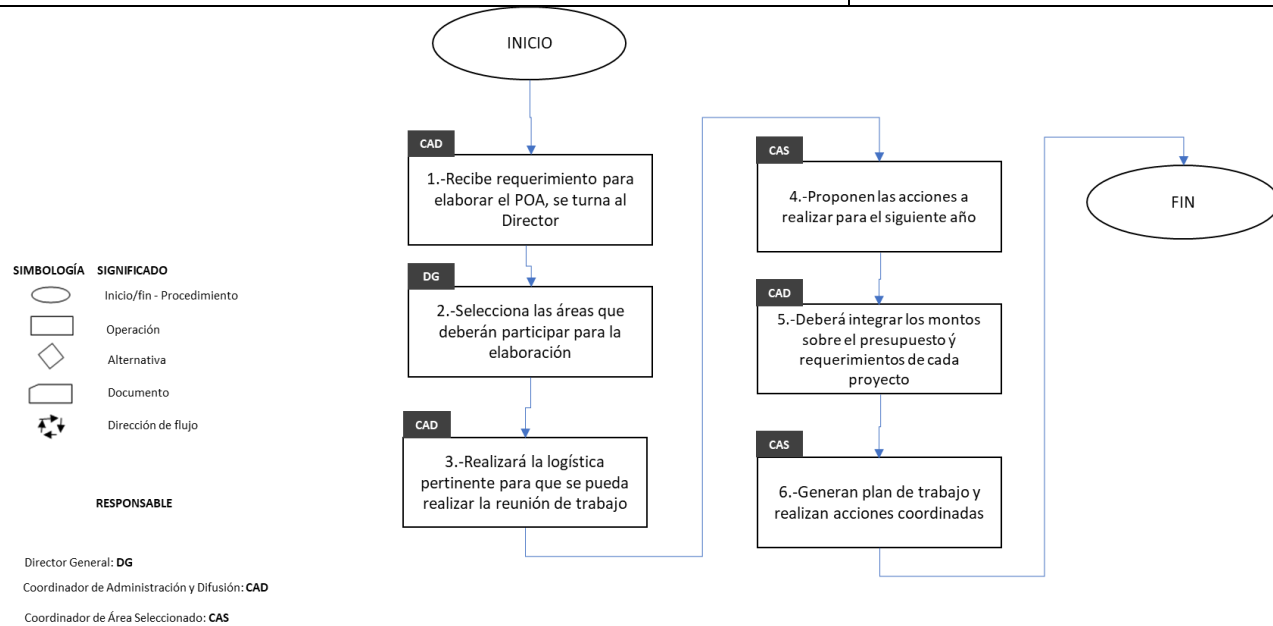 INICIO
CAD
1.-Recibe requerimiento para
elaborar el POA, se turna al
Director
DG
2.-Selecciona las áreas que
deberán participar para la
elaboración
CAD
3.-Realizará la logística
pertinente para que se pueda
realizar la reunión de trabajo
CAS
4.-Proponen las acciones a
realizar para el siguiente año
CAD
5.-Deberá integrar los montos
sobre el presupuesto ý
requerimientos de cada
proyecto
CAS
6.-Generan plan de trabajo y
realizan acciones coordinadas
FIN
SIMBOLOGÍA SIGNIFICADO
Inicio/fin - Procedimiento
Operación
Alternativa
Documento
Dirección de flujo
RESPONSABLE
Director General: DG
Coordinador de Administración y Difusión: CAD
Coordinador de Área Seleccionado: CAS